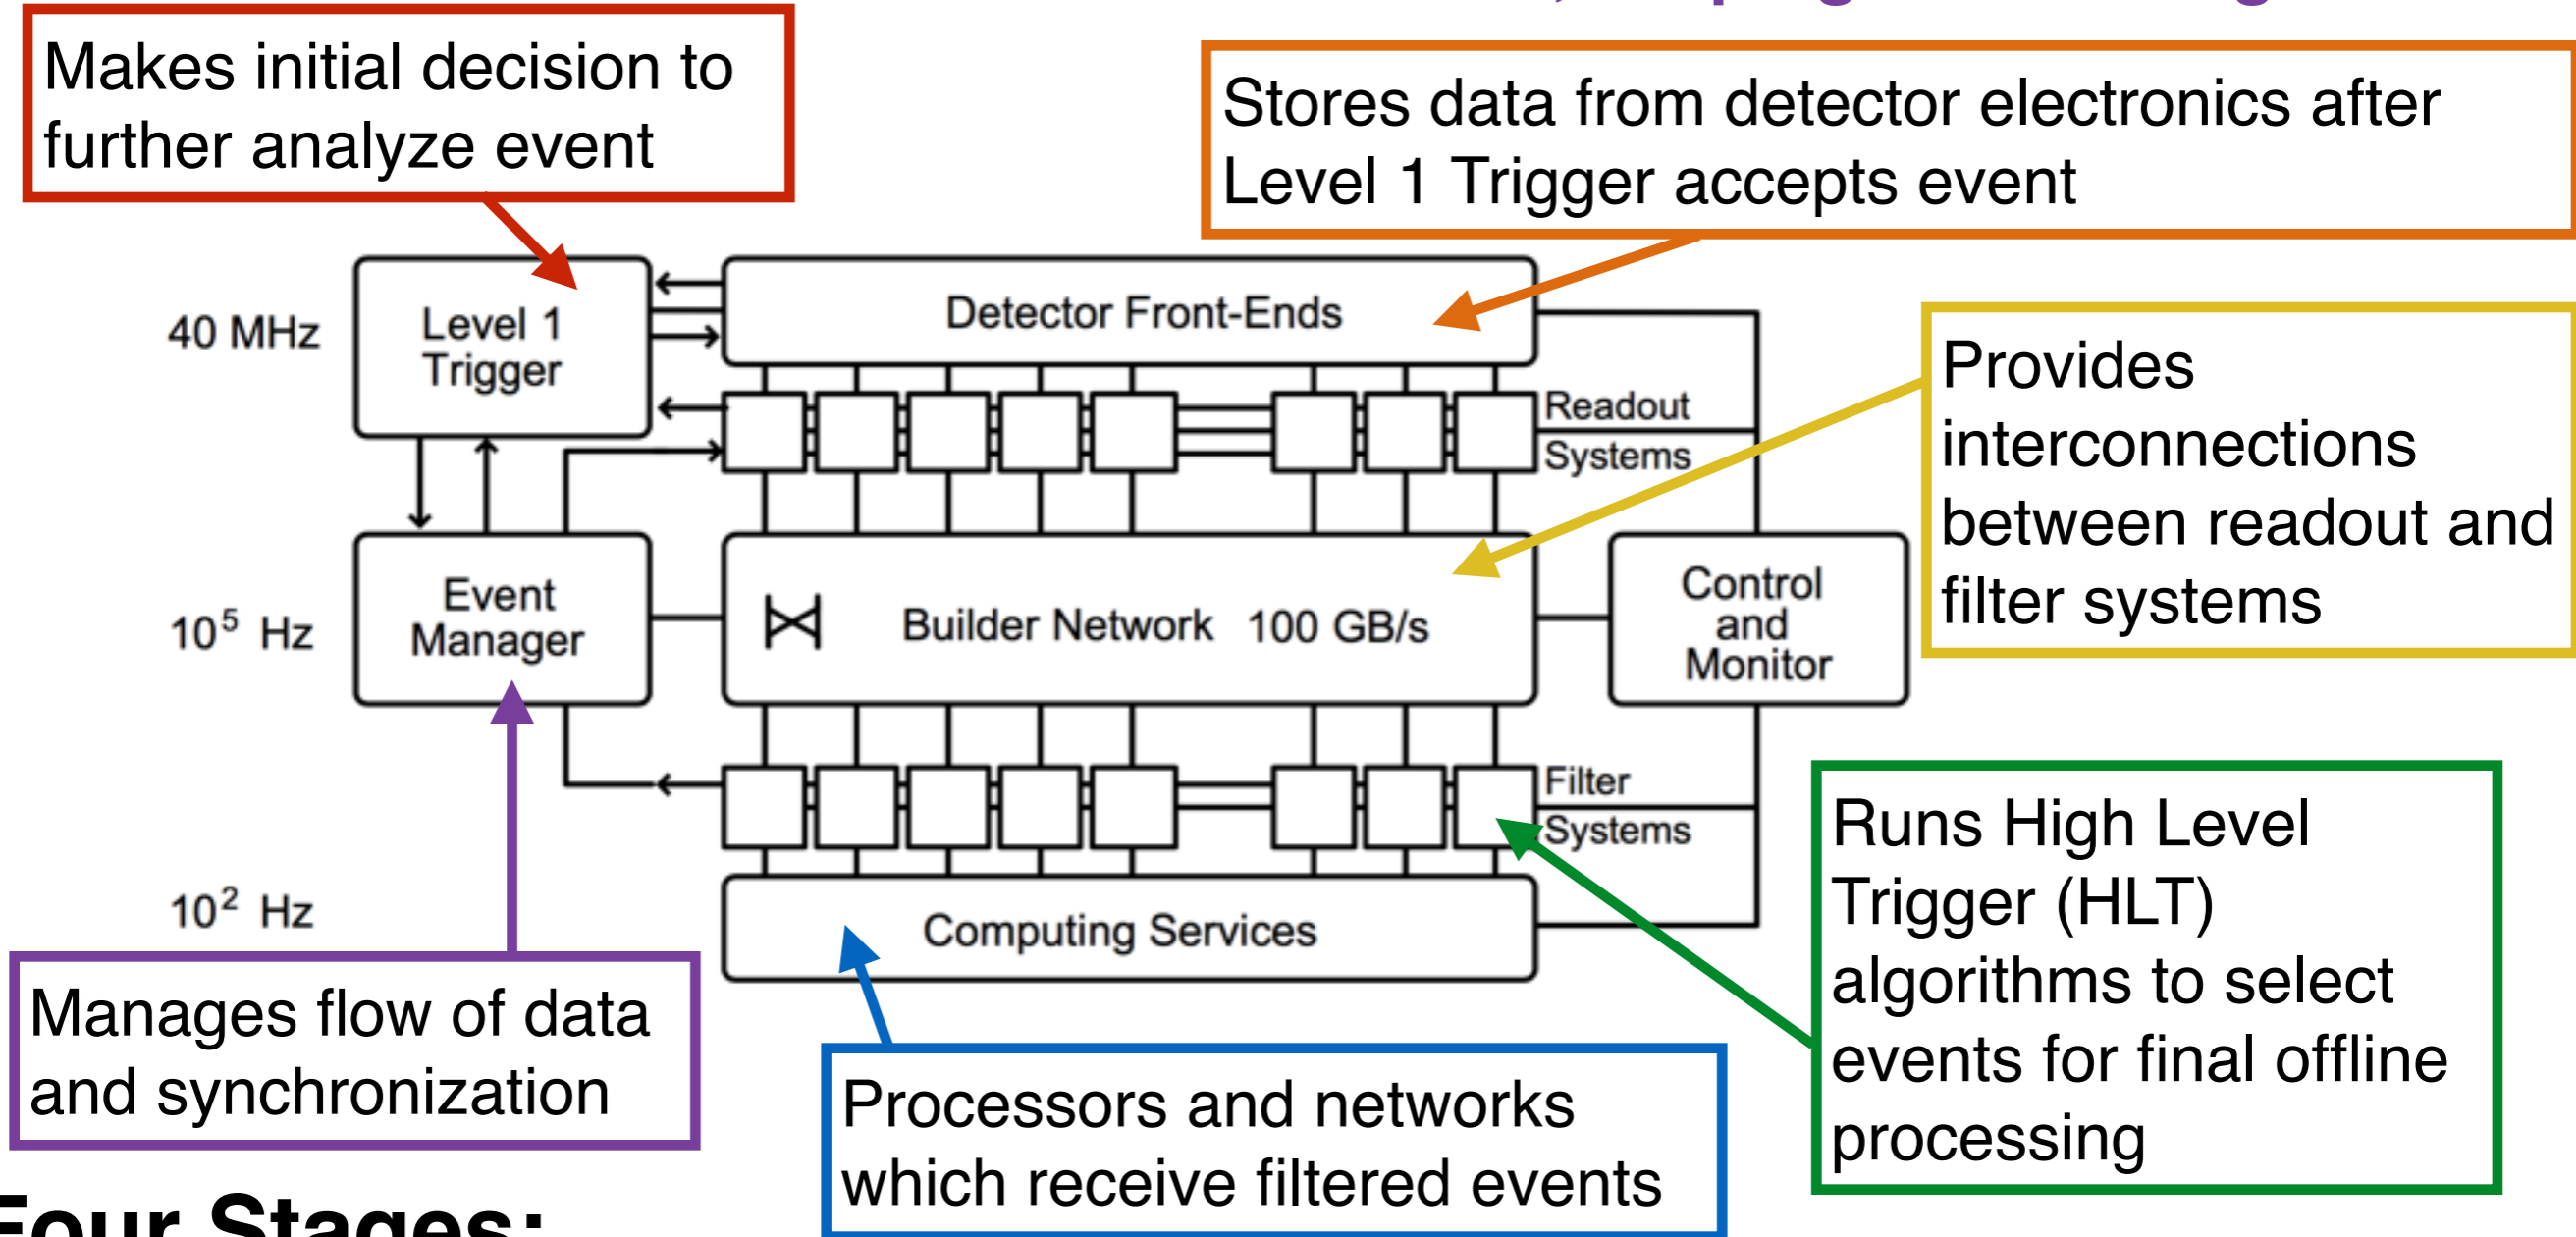 Makes initial decision to
further analyze event
Stores data from detector electronics after
Level 1 Trigger accepts event
40 MHz
Level 1
Trigger
Detector Front-Ends
Readout
Systems
Provides
interconnections
between readout and
filter systems
10⁵ Hz
Event
Manager
Builder Network 100 GB/s
Control
and
Monitor
Filter
Systems
10² Hz
Computing Services
Runs High Level
Trigger (HLT)
algorithms to select
events for final offline
processing
Manages flow of data
and synchronization
Processors and networks
which receive filtered events
Four Stages: